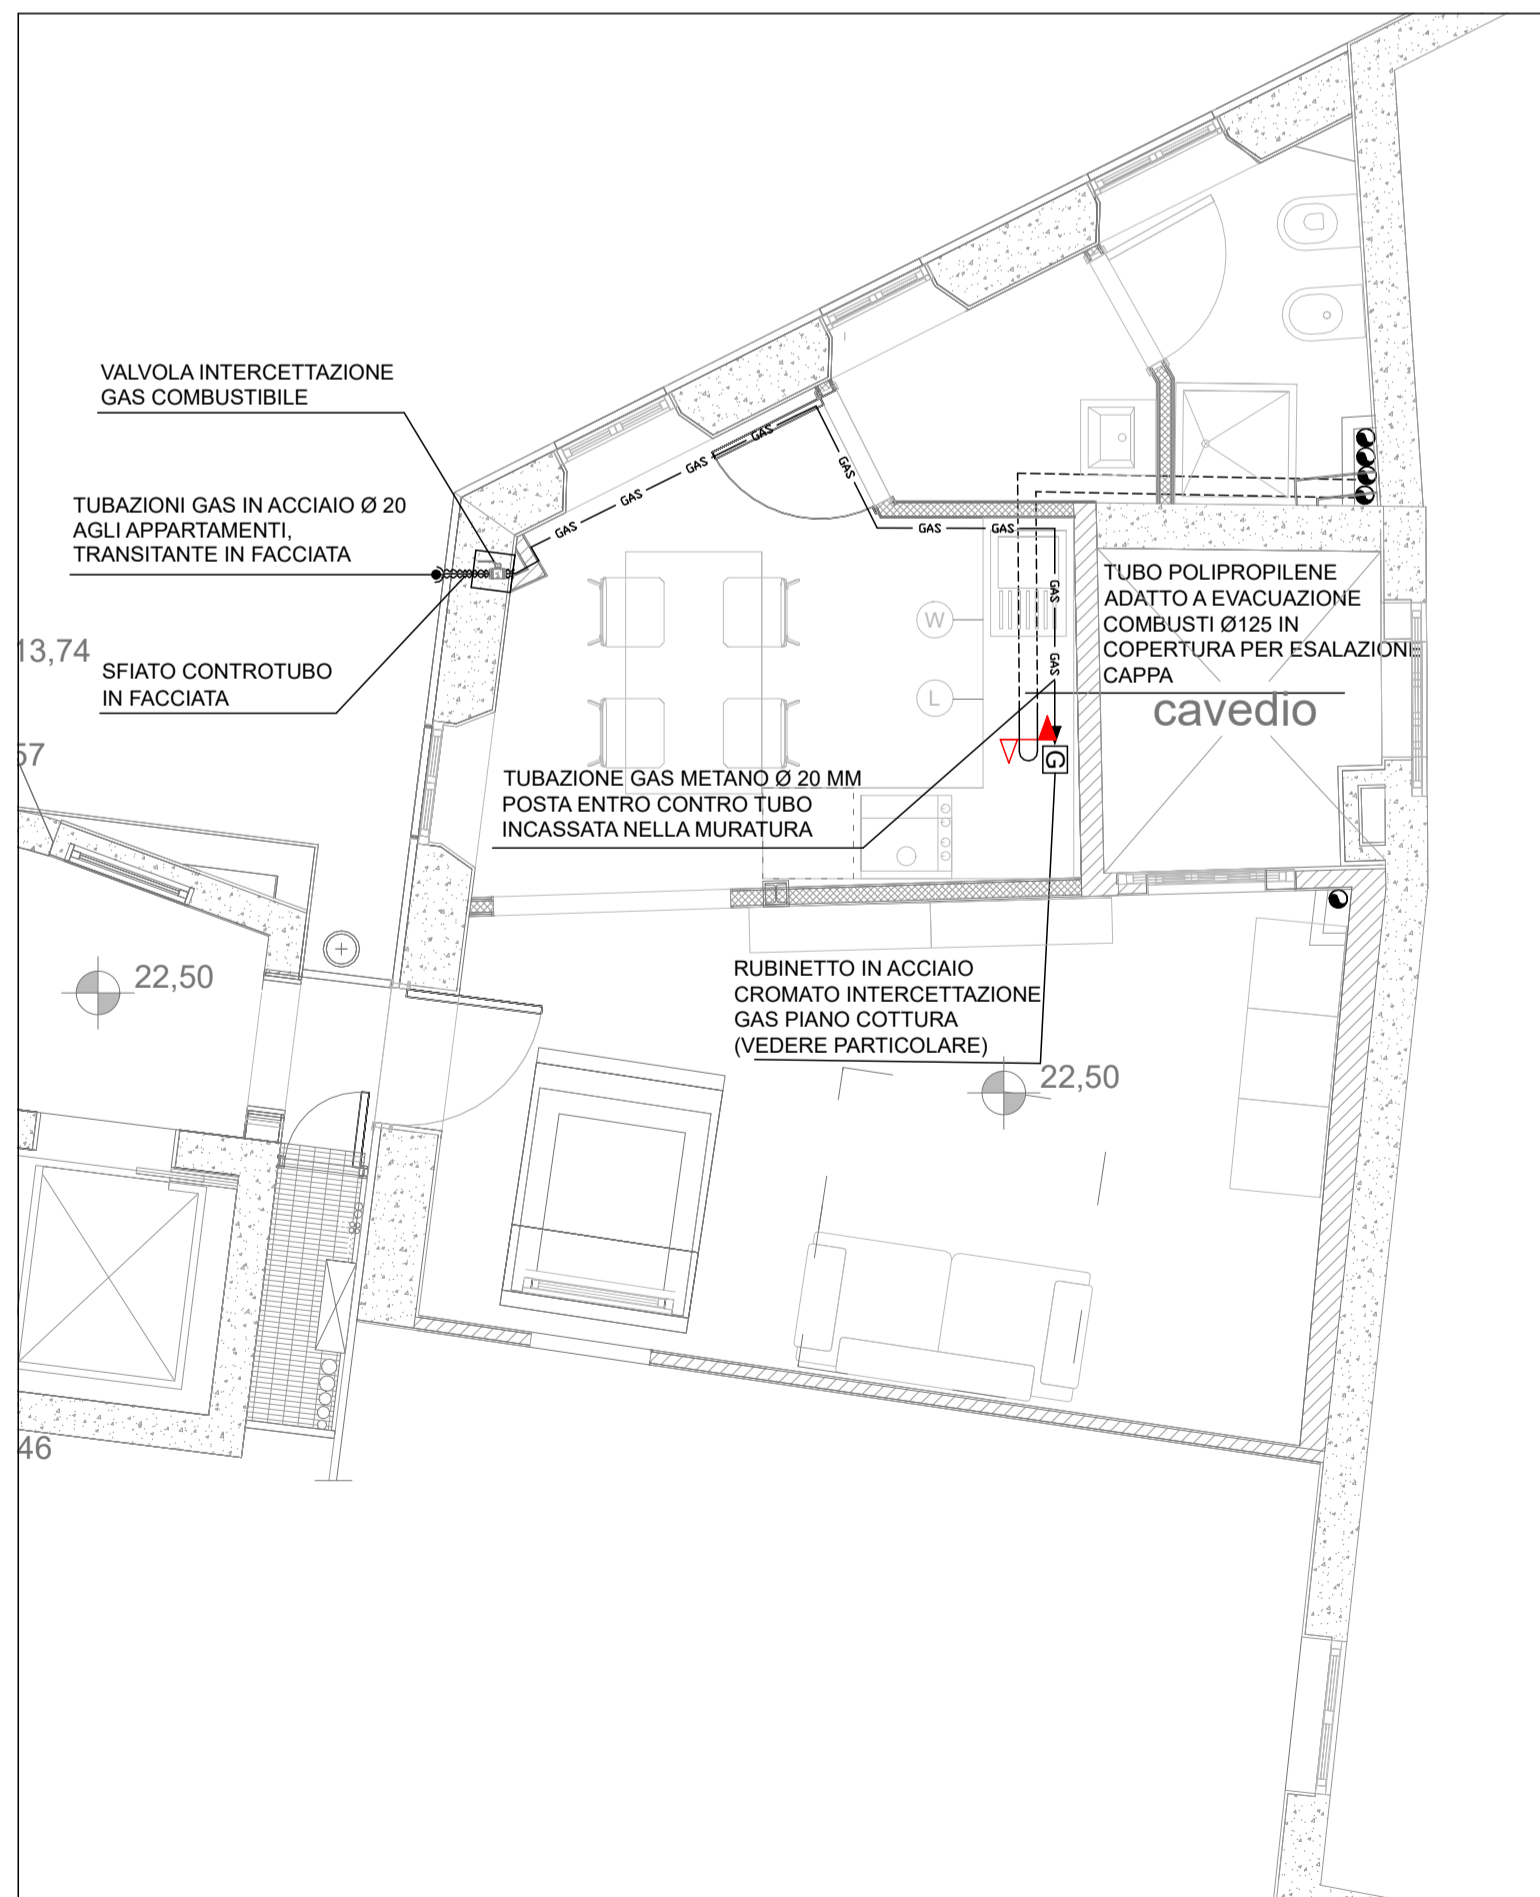 VALVOLA INTERCETTAZIONE
GAS COMBUSTIBILE
TUBAZIONI GAS IN ACCIAIO Ø 20
AGLI APPARTAMENTI,
TRANSITANTE IN FACCIATA
GAS
GAS
GAS
GAS
GAS
GAS
GAS
GAS
GAS
13,74
SFIATO CONTROTUBO
IN FACCIATA
W
L
TUBO POLIPROPILENE
ADATTO A EVACUAZIONE
COMBUSTI Ø125 IN
COPERTURA PER ESALAZIONE
CAPPA
cavedio
57
G
TUBAZIONE GAS METANO Ø 20 MM
POSTA ENTRO CONTRO TUBO
INCASSATA NELLA MURATURA
22,50
RUBINETTO IN ACCIAIO
CROMATO INTERCETTAZIONE
GAS PIANO COTTURA
(VEDERE PARTICOLARE)
22,50
46